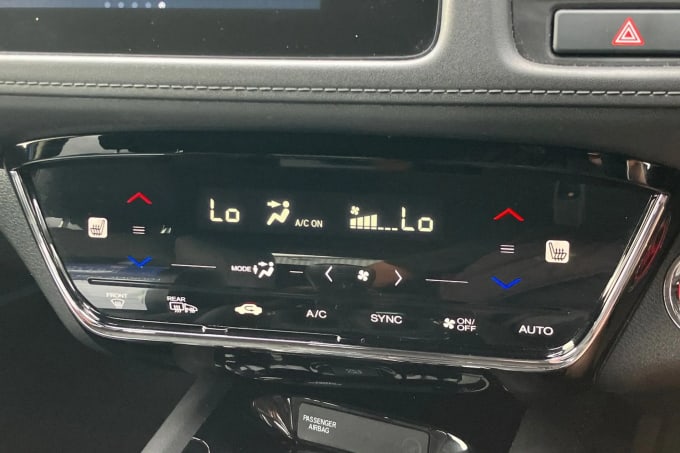 Lo A/C ON Lo
MODE
FRONT
REAR
A/C
SYNC
ON/
OFF
AUTO
PASSENGER
AIRBAG